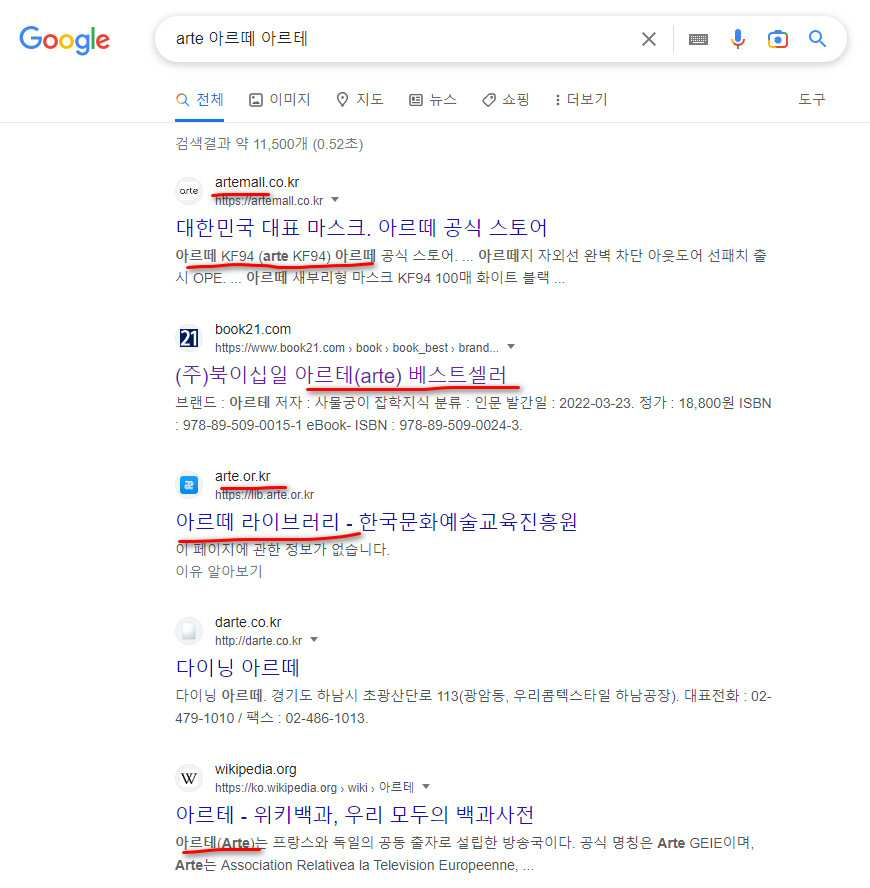 Google
arte 아르떼 아르테
전체 이미지 지도 뉴스 쇼핑 더보기 도구
검색결과 약 11,500개 (0.52초)
arte
artemall.co.kr
https://artemall.co.kr
대한민국 대표 마스크. 아르떼 공식 스토어
아르떼 KF94 (arte KF94) 아르떼 공식 스토어. ... 아르떼지 자외선 완벽 차단 아웃도어 선패치 출
시 OPE. ... 아르떼 새부리형 마스크 KF94 100매 화이트 블랙 ...
21
book21.com
https://www.book21.com › book › book_best › brand...
(주)북이십일 아르테(arte) 베스트셀러
브랜드 : 아르테 저자 : 사물궁이 잡학지식 분류 : 인문 발간일 : 2022-03-23. 정가 : 18,800원 ISBN
: 978-89-509-0015-1 eBook- ISBN : 978-89-509-0024-3.
æ
arte.or.kr
https://lib.arte.or.kr
아르떼 라이브러리 - 한국문화예술교육진흥원
이 페이지에 관한 정보가 없습니다.
이유 알아보기
darte.co.kr
http://darte.co.kr
다이닝 아르떼
다이닝 아르떼. 경기도 하남시 초광산단로 113(광암동, 우리콤텍스타일 하남공장). 대표전화 : 02-
479-1010 / 팩스 : 02-486-1013.
W
wikipedia.org
https://ko.wikipedia.org › wiki › 아르테
아르테 - 위키백과, 우리 모두의 백과사전
아르테(Arte)는 프랑스와 독일의 공동 출자로 설립한 방송국이다. 공식 명칭은 Arte GEIE이며,
Arte는 Association Relativea la Television Europeenne, ...